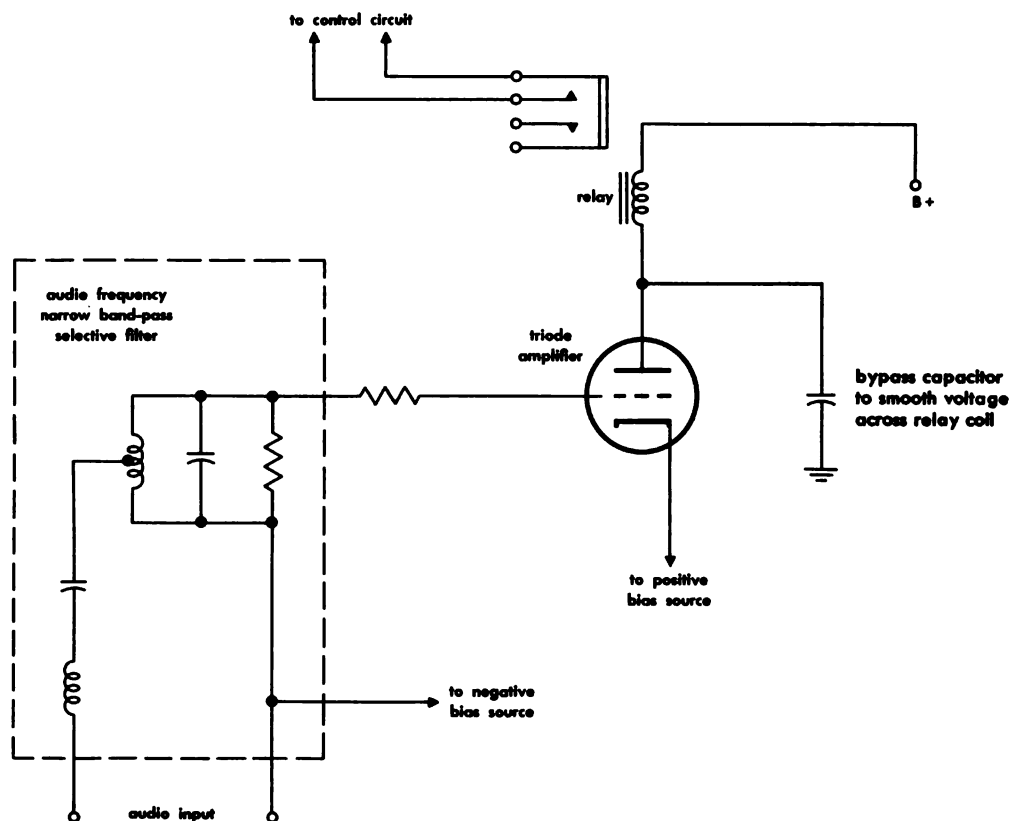 to control circuit
relay
B +
audio frequency
narrow band-pass
selective filter
triode
amplifier
bypass capacitor
to smooth voltage
across relay coil
to positive
bias source
to negative
bias source
audio input